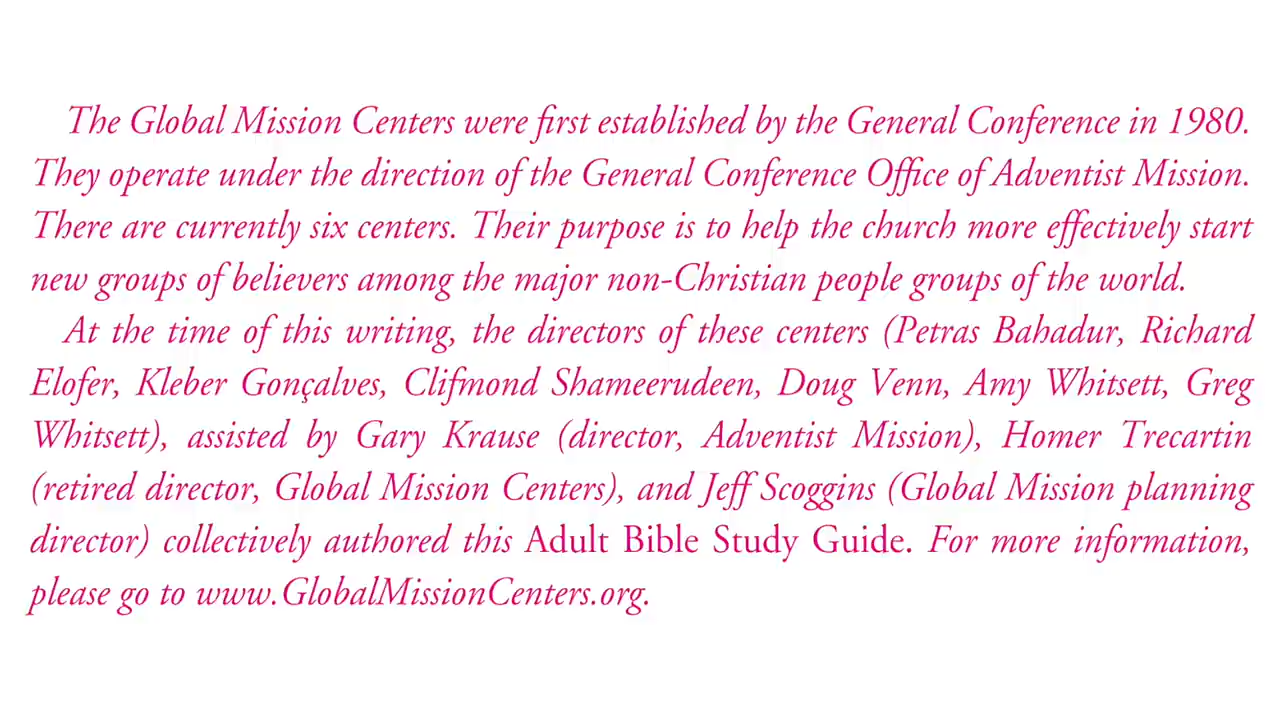 The Global Mission Centers were first established by the General Conference in 1980.
They operate under the direction of the General Conference Office of Adventist Mission.
There are currently six centers. Their purpose is to help the church more effectively start
new groups of believers among the major non-Christian people groups of the world.
At the time of this writing, the directors of these centers (Petras Bahadur, Richard
Elofer, Kleber Gonçalves, Clifmond Shameerudeen, Doug Venn, Amy Whitsett, Greg
Whitsett), assisted by Gary Krause (director, Adventist Mission), Homer Trecartin
(retired director, Global Mission Centers), and Jeff Scoggins (Global Mission planning
director) collectively authored this Adult Bible Study Guide. For more information,
please go to www.GlobalMissionCenters.org.